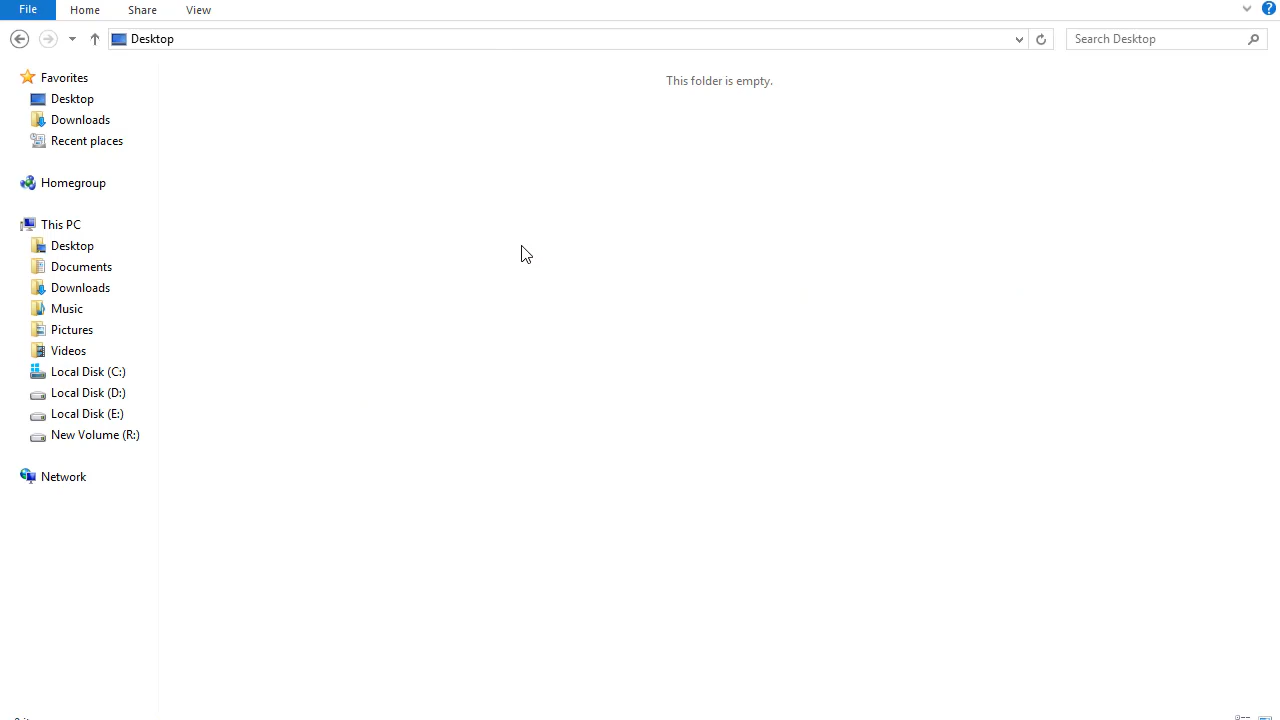 File Home Share View
Desktop
Search Desktop
Favorites
Desktop
Downloads
Recent places
Homegroup
This PC
Desktop
Documents
Downloads
Music
Pictures
Videos
Local Disk (C:)
Local Disk (D:)
Local Disk (E:)
New Volume (R:)
Network
This folder is empty.